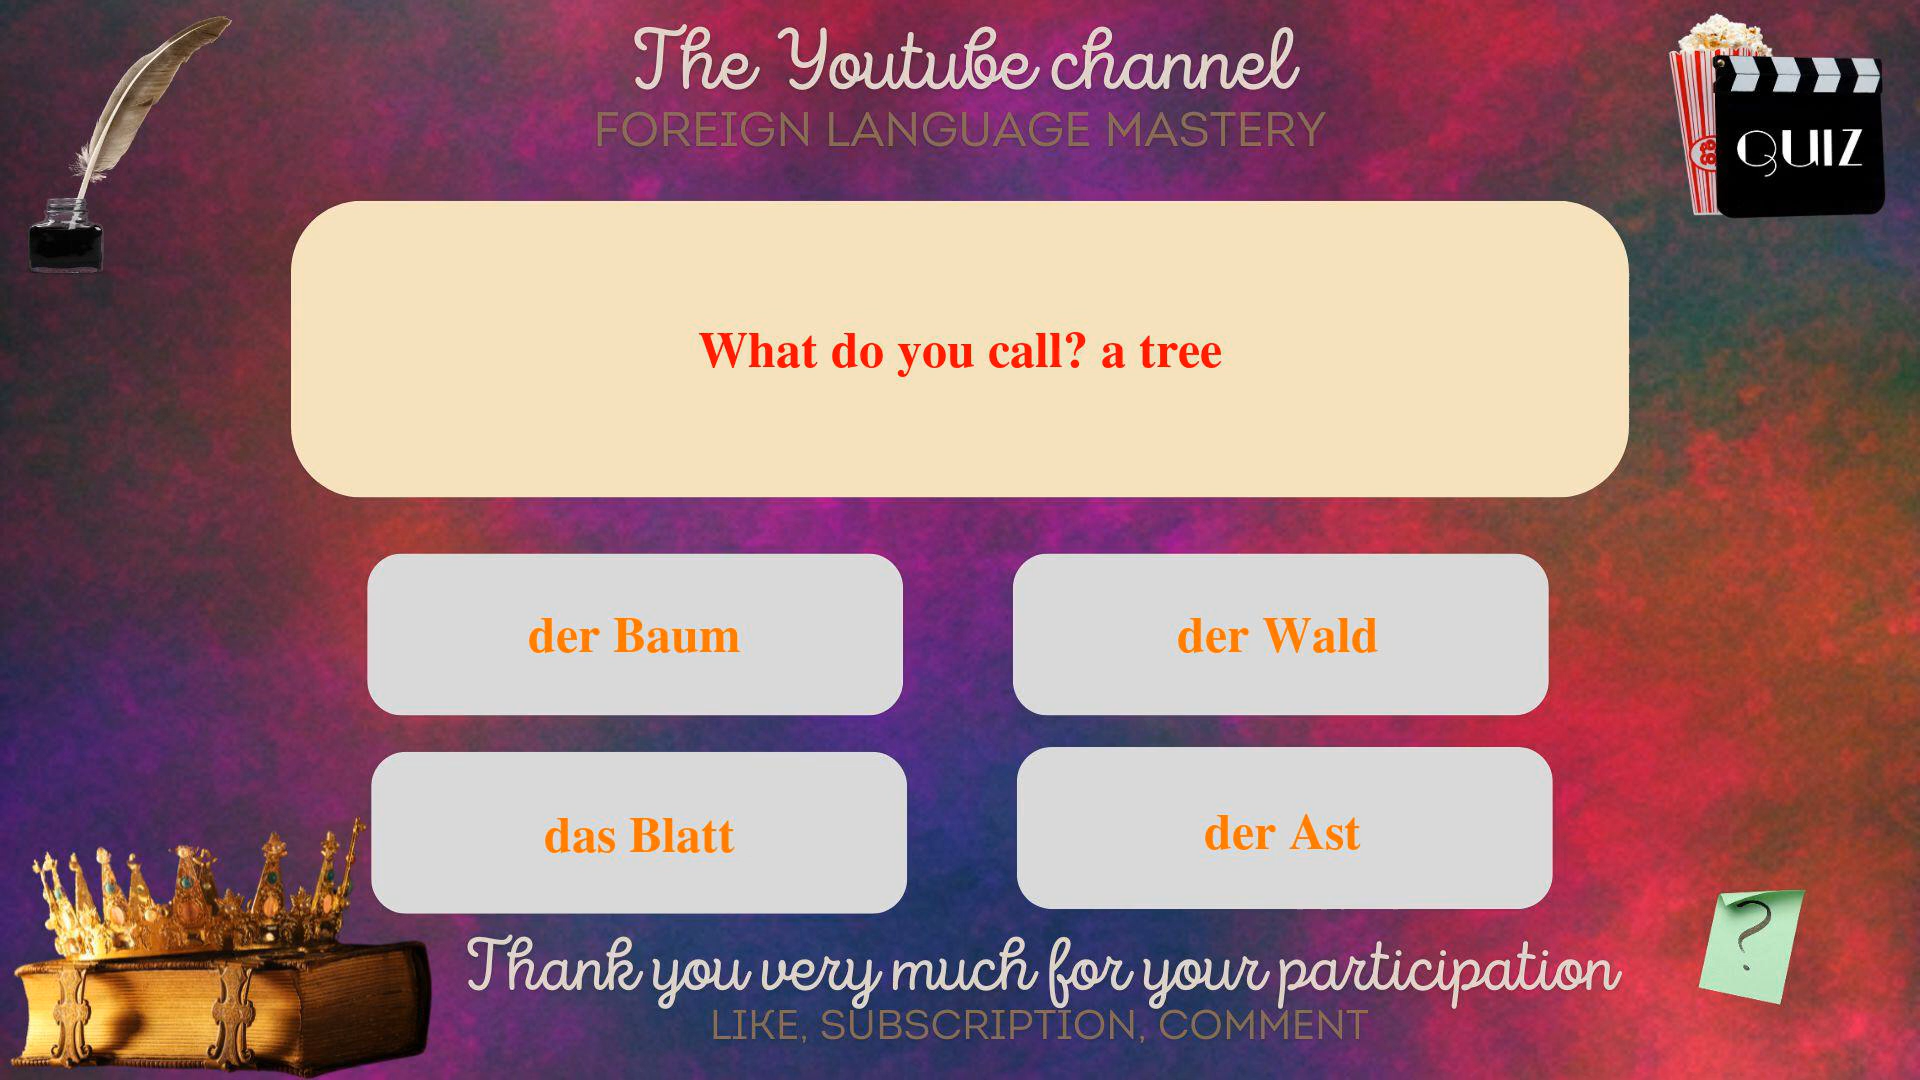 The Youtube channel
FOREIGN LANGUAGE MASTERY
QUIZ
What do you call? a tree
der Baum
der Wald
das Blatt
der Ast
?
Thank you very much for your participation
LIKE, SUBSCRIPTION, COMMENT